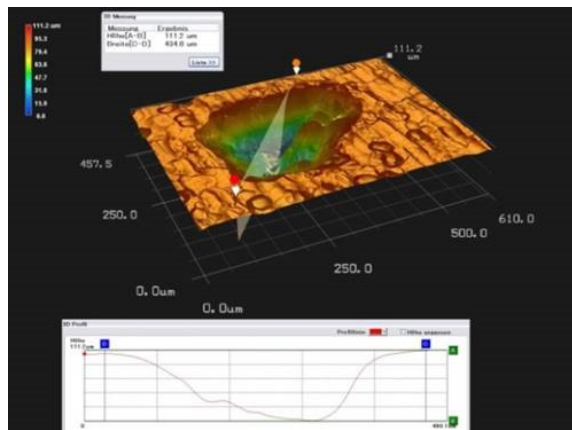 111.2 um
95.3
79.4
63.6
47.7
31.8
15.9
0.0
3D Messung
Messung Ergebnis
Höhe[A-B] 111.2 um
Breite[C-D] 434.8 um
Liste >>
111.2
um
457.5
250.0
0.0um
0.0um
250.0
500.0
610.0
3D Profil
Profillinie
Höhe anpassen
Höhe
111.2um
0